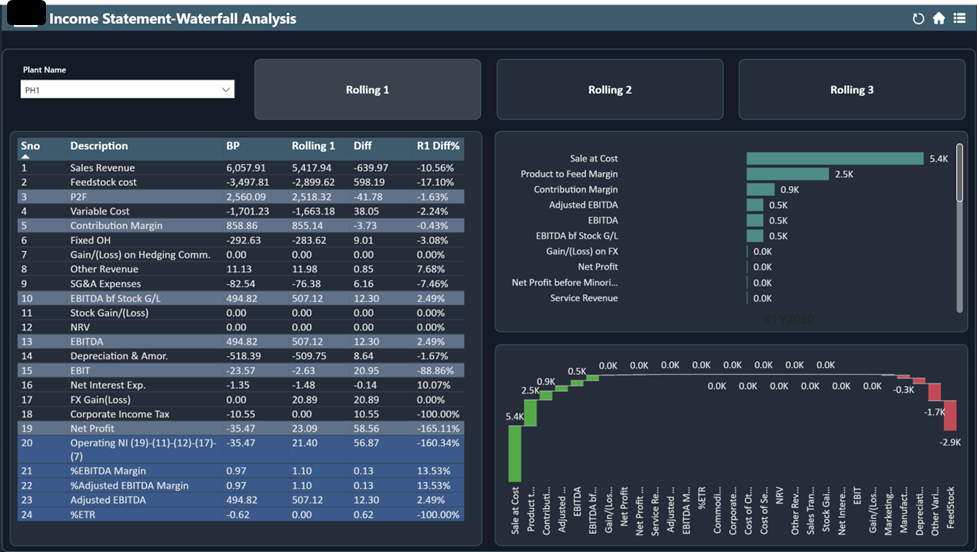 Income Statement-Waterfall Analysis
Plant Name
PH1
Rolling 1
Rolling 2
Rolling 3
Sno Description BP Rolling 1 Diff R1 Diff%
1 Sales Revenue 6,057.91 5,417.94 -639.97 -10.56%
2 Feedstock cost -3,497.81 -2,899.62 598.19 -17.10%
3 P2F 2,560.09 2,518.32 -41.78 -1.63%
4 Variable Cost -1,701.23 -1,663.18 38.05 -2.24%
5 Contribution Margin 858.86 855.14 -3.73 -0.43%
6 Fixed OH -292.63 -283.62 9.01 -3.08%
7 Gain/(Loss) on Hedging Comm. 0.00 0.00 0.00 0.00%
8 Other Revenue 11.13 11.98 0.85 7.68%
9 SG&A Expenses -82.54 -76.38 6.16 -7.46%
10 EBITDA bf Stock G/L 494.82 507.12 12.30 2.49%
11 Stock Gain/(Loss) 0.00 0.00 0.00 0.00%
12 NRV 0.00 0.00 0.00 0.00%
13 EBITDA 494.82 507.12 12.30 2.49%
14 Depreciation & Amor. -518.39 -509.75 8.64 -1.67%
15 EBIT -23.57 -2.63 20.95 -88.86%
16 Net Interest Exp. -1.35 -1.48 -0.14 10.07%
17 FX Gain(Loss) 0.00 20.89 20.89 0.00%
18 Corporate Income Tax -10.55 0.00 10.55 -100.00%
19 Net Profit -35.47 23.09 58.56 -165.11%
20 Operating NI (19)-(11)-(12)-(17)- -35.47 21.40 56.87 -160.34%
(7)
21 %EBITDA Margin 0.97 1.10 0.13 13.53%
22 %Adjusted EBITDA Margin 0.97 1.10 0.13 13.53%
23 Adjusted EBITDA 494.82 507.12 12.30 2.49%
24 %ETR -0.62 0.00 0.62 -100.00%
Sale at Cost 5.4K
Product to Feed Margin 2.5K
Contribution Margin 0.9K
Adjusted EBITDA 0.5K
EBITDA 0.5K
EBITDA bf Stock G/L 0.5K
Gain/(Loss) on FX 0.0K
Net Profit 0.0K
Net Profit before Minori... 0.0K
Service Revenue 0.0K
5.4K
2.5K
0.9K
0.5K
0.0K 0.0K 0.0K 0.0K 0.0K 0.0K 0.0K 0.0K
0.0K 0.0K 0.0K 0.0K 0.0K 0.0K
-0.3K
-1.7K
-2.9K
Sale at Cost
Product t...
Contributi...
Adjusted ...
EBITDA
EBITDA bf...
Gain/(Los...
Net Profit
Net Profit ...
Service Re...
Adjusted ...
EBITDA M...
%ETR
Commodi...
Corporate...
Cost of Ot...
Cost of Se...
NRV
Other Rev...
Sales Tran...
Stock Gai...
Net Intere...
EBIT
Gain/(Los...
Marketing...
Manufact...
Depreciati...
Other Vari...
FeedStock